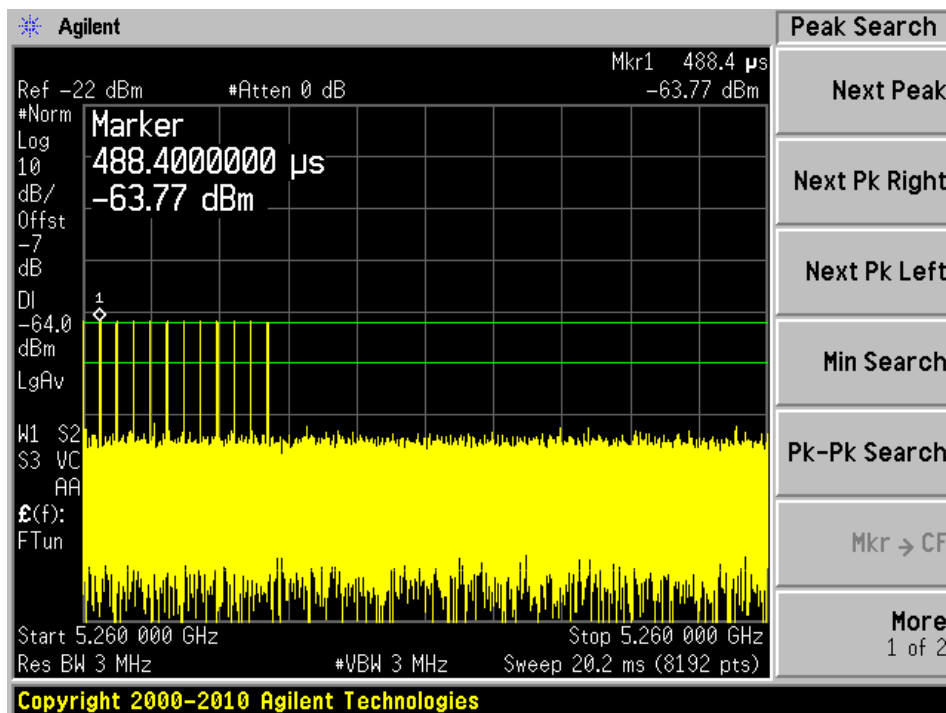 Agilent
Peak Search
Mkr1 488.4 µs
Ref -22 dBm #Atten 0 dB -63.77 dBm
#Norm
Log
10
dB/
Offst
-7
dB
DI
-64.0
dBm
LgAv
W1 S2
S3 VC
AA
£(f):
FTun
Marker
488.4000000 µs
-63.77 dBm
1
Start 5.260 000 GHz Stop 5.260 000 GHz
Res BW 3 MHz #VBW 3 MHz Sweep 20.2 ms (8192 pts)
Copyright 2000-2010 Agilent Technologies
Next Peak
Next Pk Right
Next Pk Left
Min Search
Pk-Pk Search
Mkr → CF
More
1 of 2